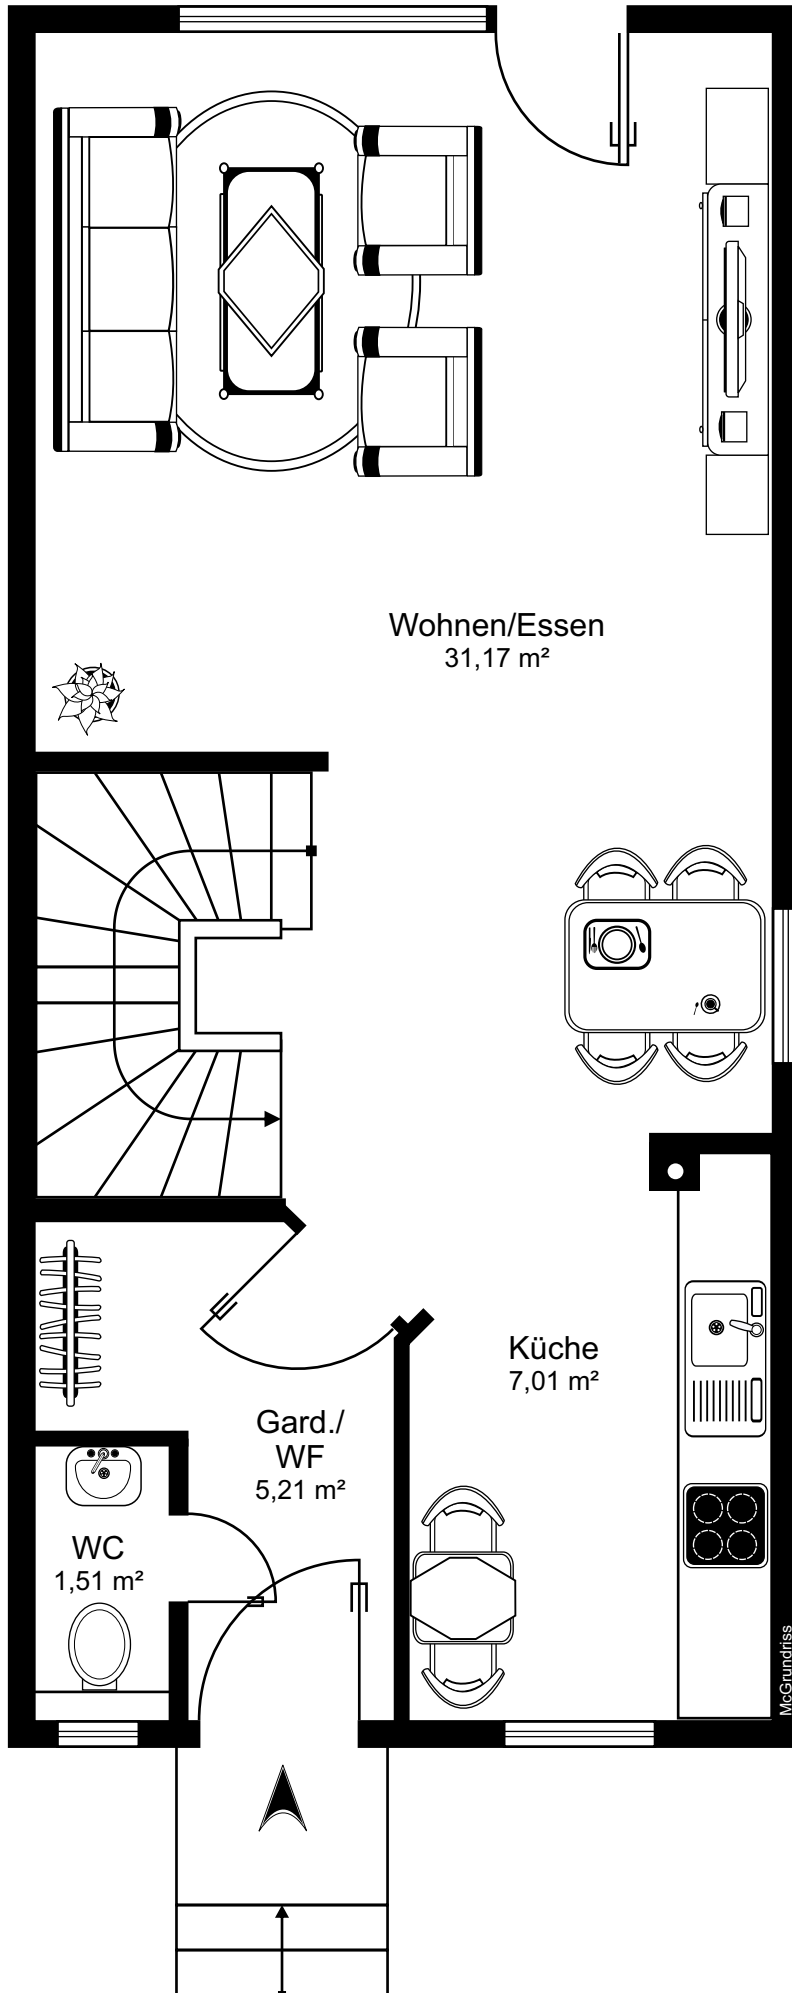 Wohnen/Essen
31,17 m²
Küche
7,01 m²
Gard./
WF
5,21 m²
WC
1,51 m²
McGrundriss